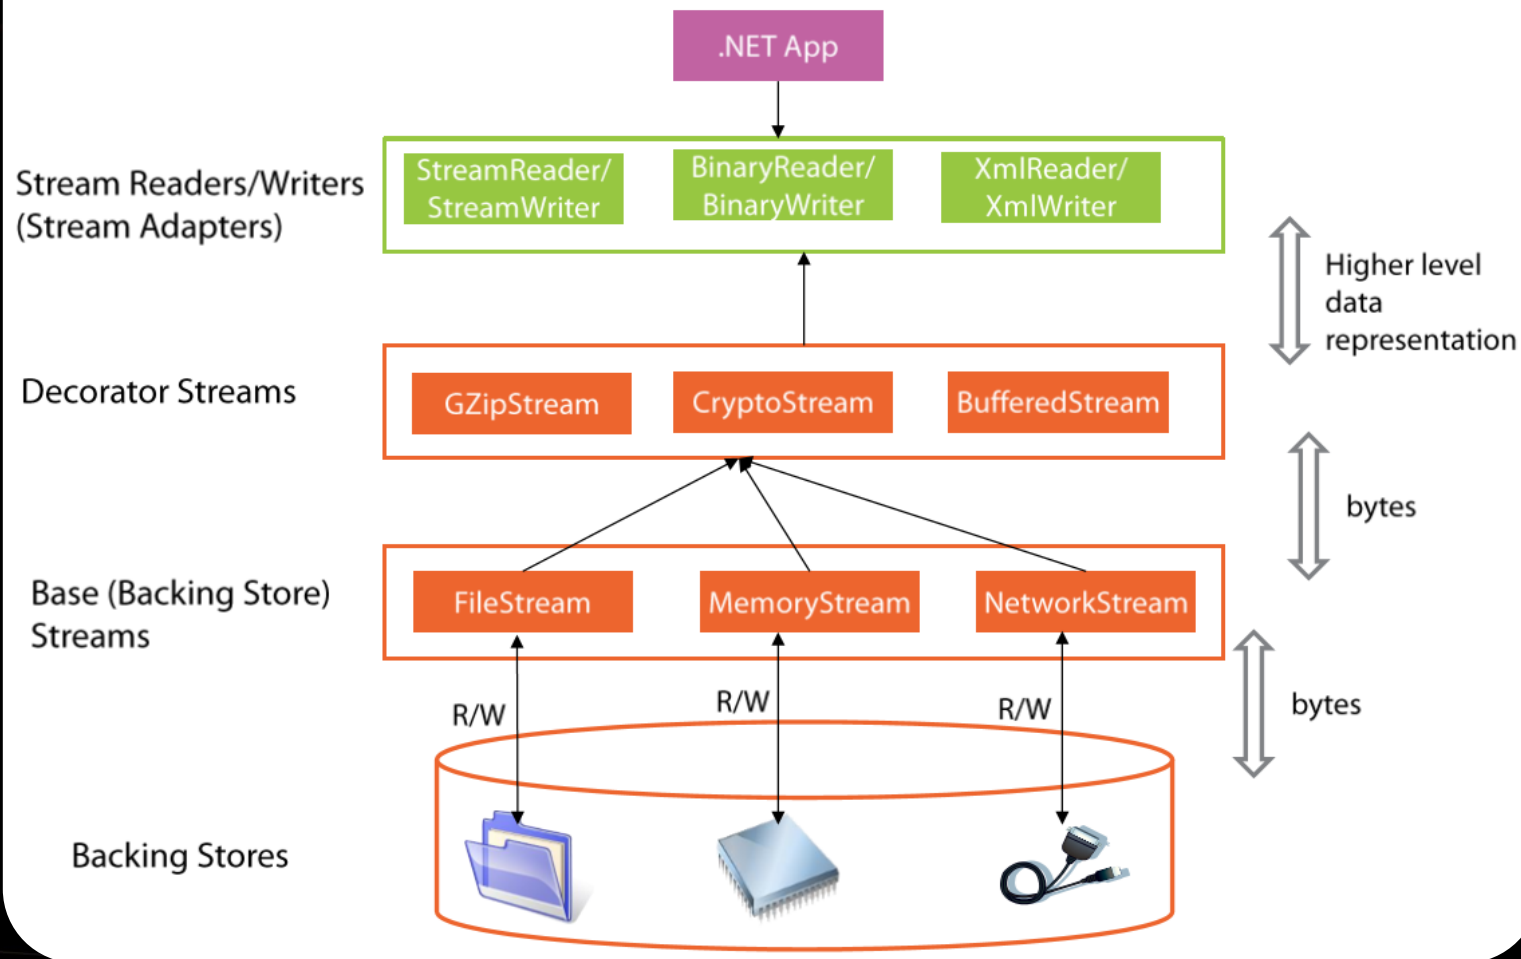 .NET App
Stream Readers/Writers
(Stream Adapters)
StreamReader/
StreamWriter
BinaryReader/
BinaryWriter
XmlReader/
XmlWriter
Higher level
data
representation
Decorator Streams
GZipStream
CryptoStream
BufferedStream
bytes
Base (Backing Store)
Streams
FileStream
MemoryStream
NetworkStream
R/W
R/W
R/W
bytes
Backing Stores